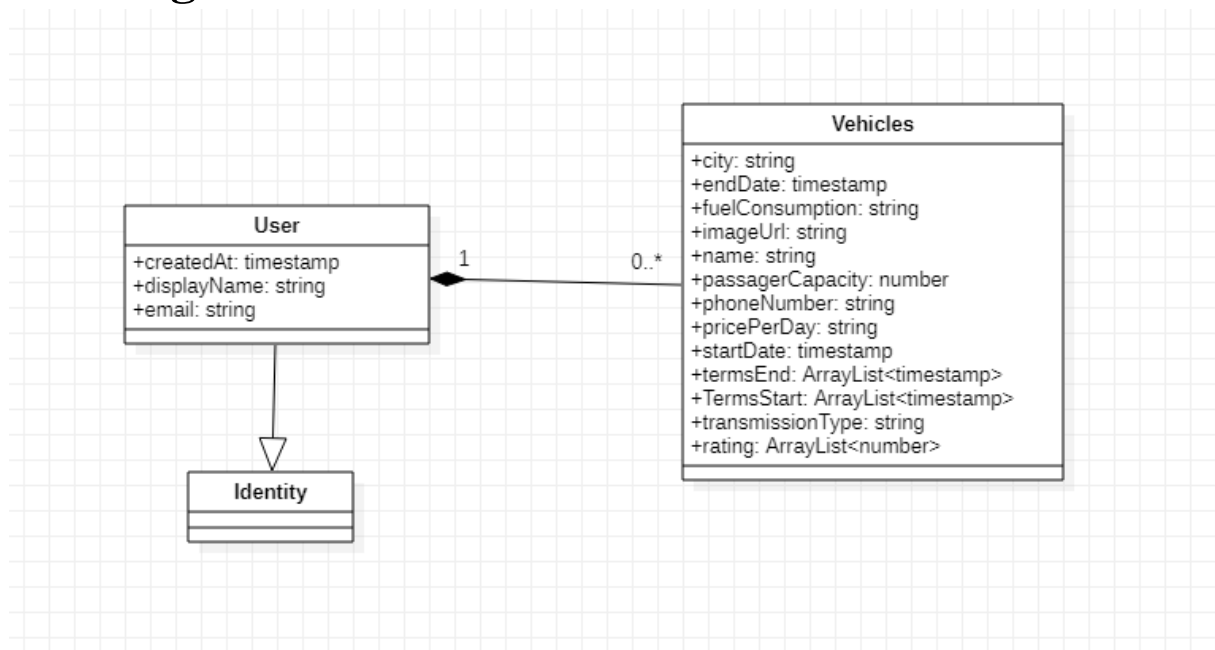 User
+createdAt: timestamp
+displayName: string
+email: string
1
0..*
Vehicles
+city: string
+endDate: timestamp
+fuelConsumption: string
+imageUrl: string
+name: string
+passagerCapacity: number
+phoneNumber: string
+pricePerDay: string
+startDate: timestamp
+termsEnd: ArrayList<timestamp>
+TermsStart: ArrayList<timestamp>
+transmissionType: string
+rating: ArrayList<number>
Identity